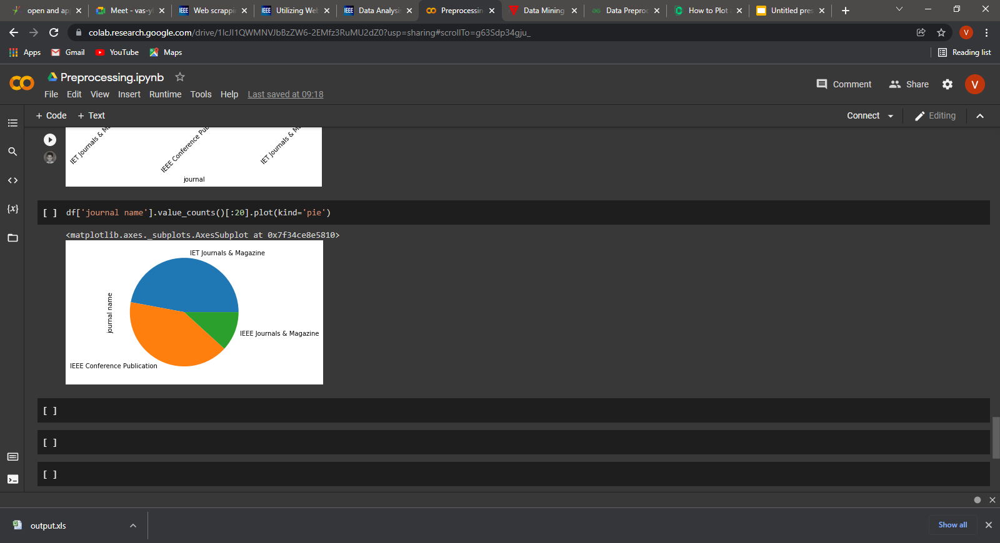 open and ap
Meet - vas-y
Web scrappi
Utilizing Web
Data Analysi
Preprocessin
Data Mining
Data Preproc
How to Plot
Untitled pres
colab.research.google.com/drive/1IcJI1QWMNVJbBzZW6-2EMfz3RuMU2dZ0?usp=sharing#scrollTo=g63Sdp34gju_
V
Apps
Gmail
YouTube
Maps
Reading list
Preprocessing.ipynb
File Edit View Insert Runtime Tools Help Last saved at 09:18
Comment
Share
V
+ Code + Text
Connect
Editing
IET Journals & M
IEEE Conference Pub
IET Journals & M
journal
[ ] df['journal name'].value_counts()[:20].plot(kind='pie')
<matplotlib.axes._subplots.AxesSubplot at 0x7f34ce8e5810>
IET Journals & Magazine
journal name
IEEE Journals & Magazine
IEEE Conference Publication
{x}
[ ]
[ ]
[ ]
output.xls
Show all